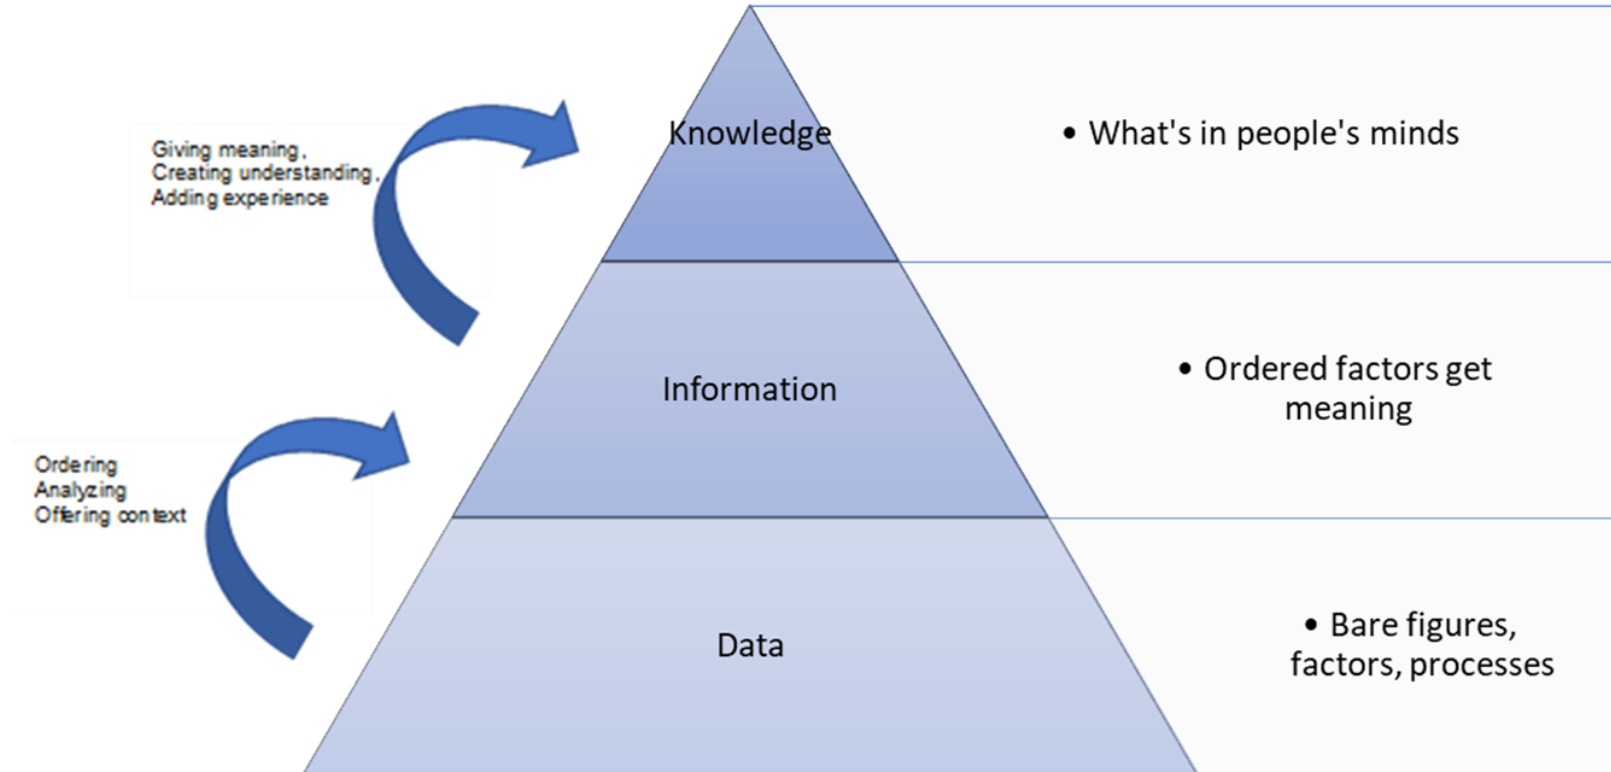 Giving meaning,
Creating understanding,
Adding experience
Knowledge
• What's in people's minds
Information
• Ordered factors get
meaning
Ordering
Analyzing
Offering context
Data
• Bare figures,
factors, processes